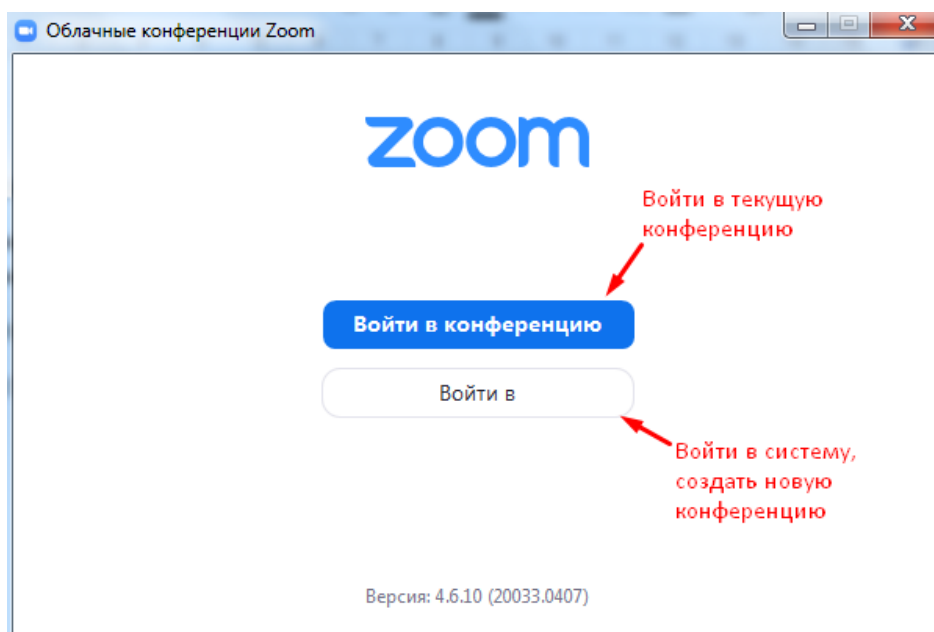 Облачные конференции Zoom
zoom
Войти в текущую
конференцию
Войти в конференцию
Войти в
Войти в систему,
создать новую
конференцию
Версия: 4.6.10 (20033.0407)